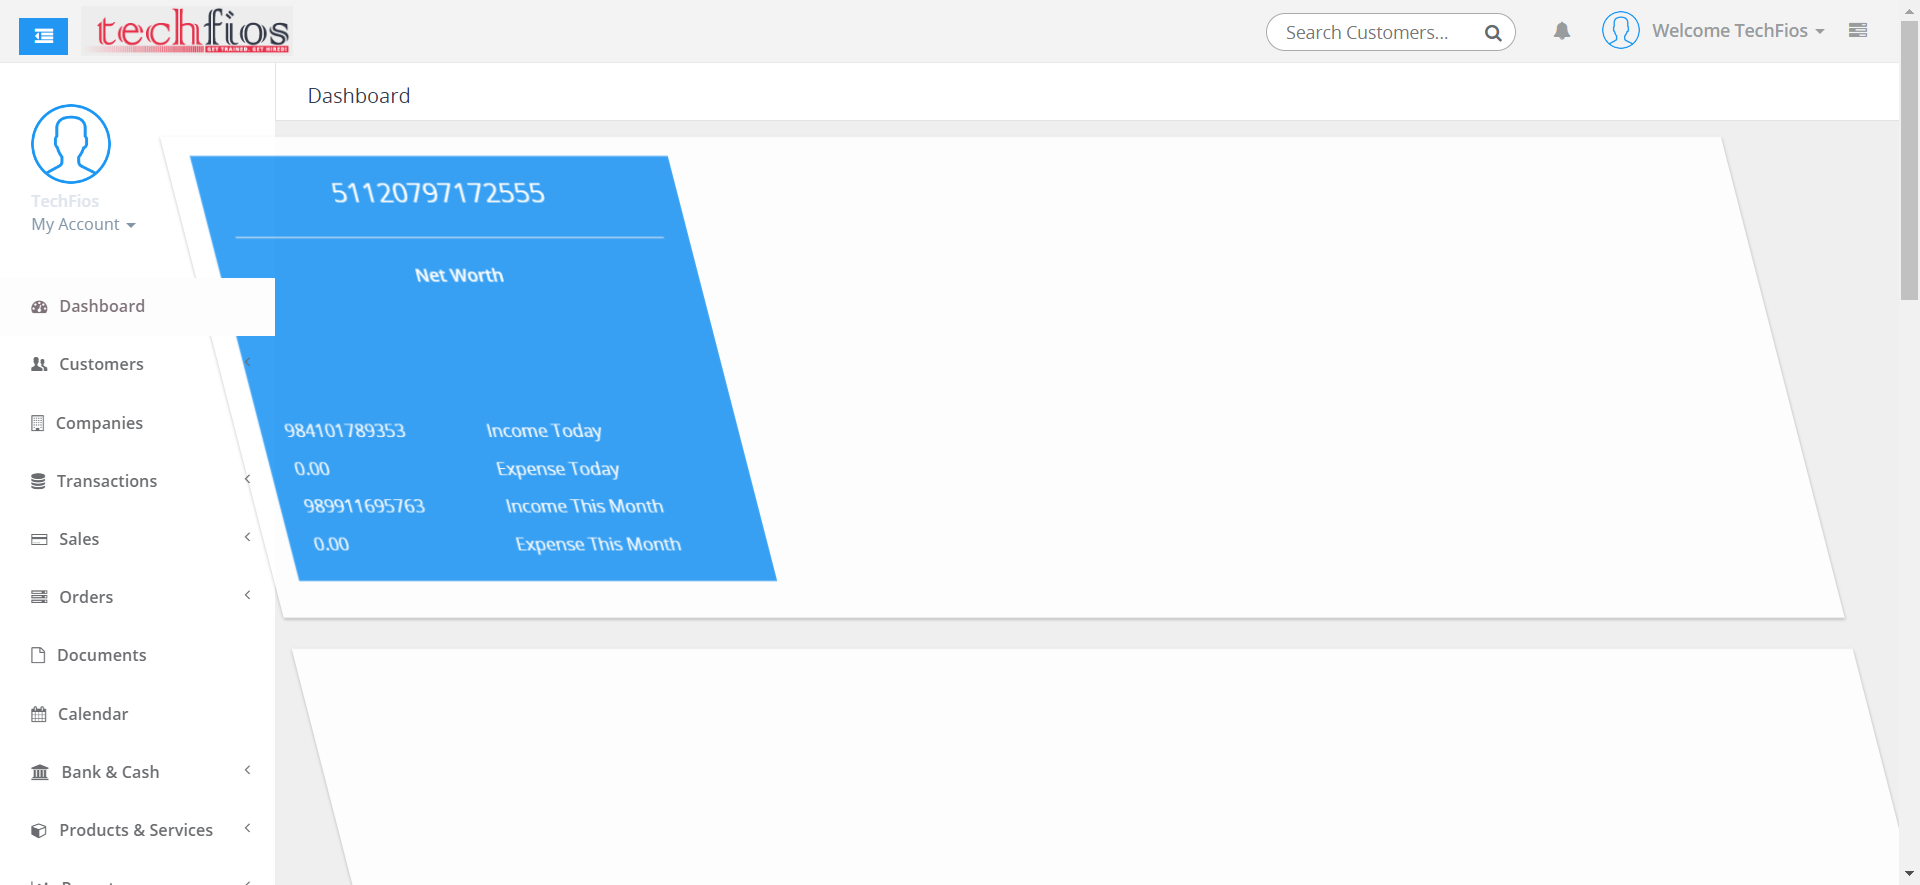 techfios
GET TRAINED. GET HIRED!
Search Customers...
Welcome TechFios
Dashboard
TechFios
My Account
Dashboard
Customers
Companies
Transactions
Sales
Orders
Documents
Calendar
Bank & Cash
Products & Services
51120797172555
Net Worth
984101789353 Income Today
0.00 Expense Today
989911695763 Income This Month
0.00 Expense This Month